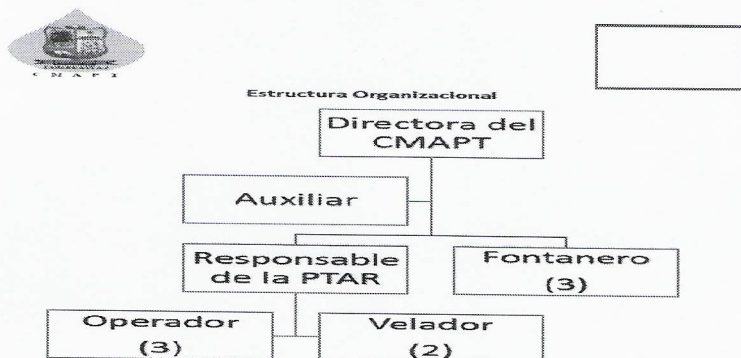 C M A P T
Estructura Organizacional
Directora del
CMAPT
Auxiliar
Responsable
de la PTAR
Fontanero
(3)
Operador
(3)
Velador
(2)